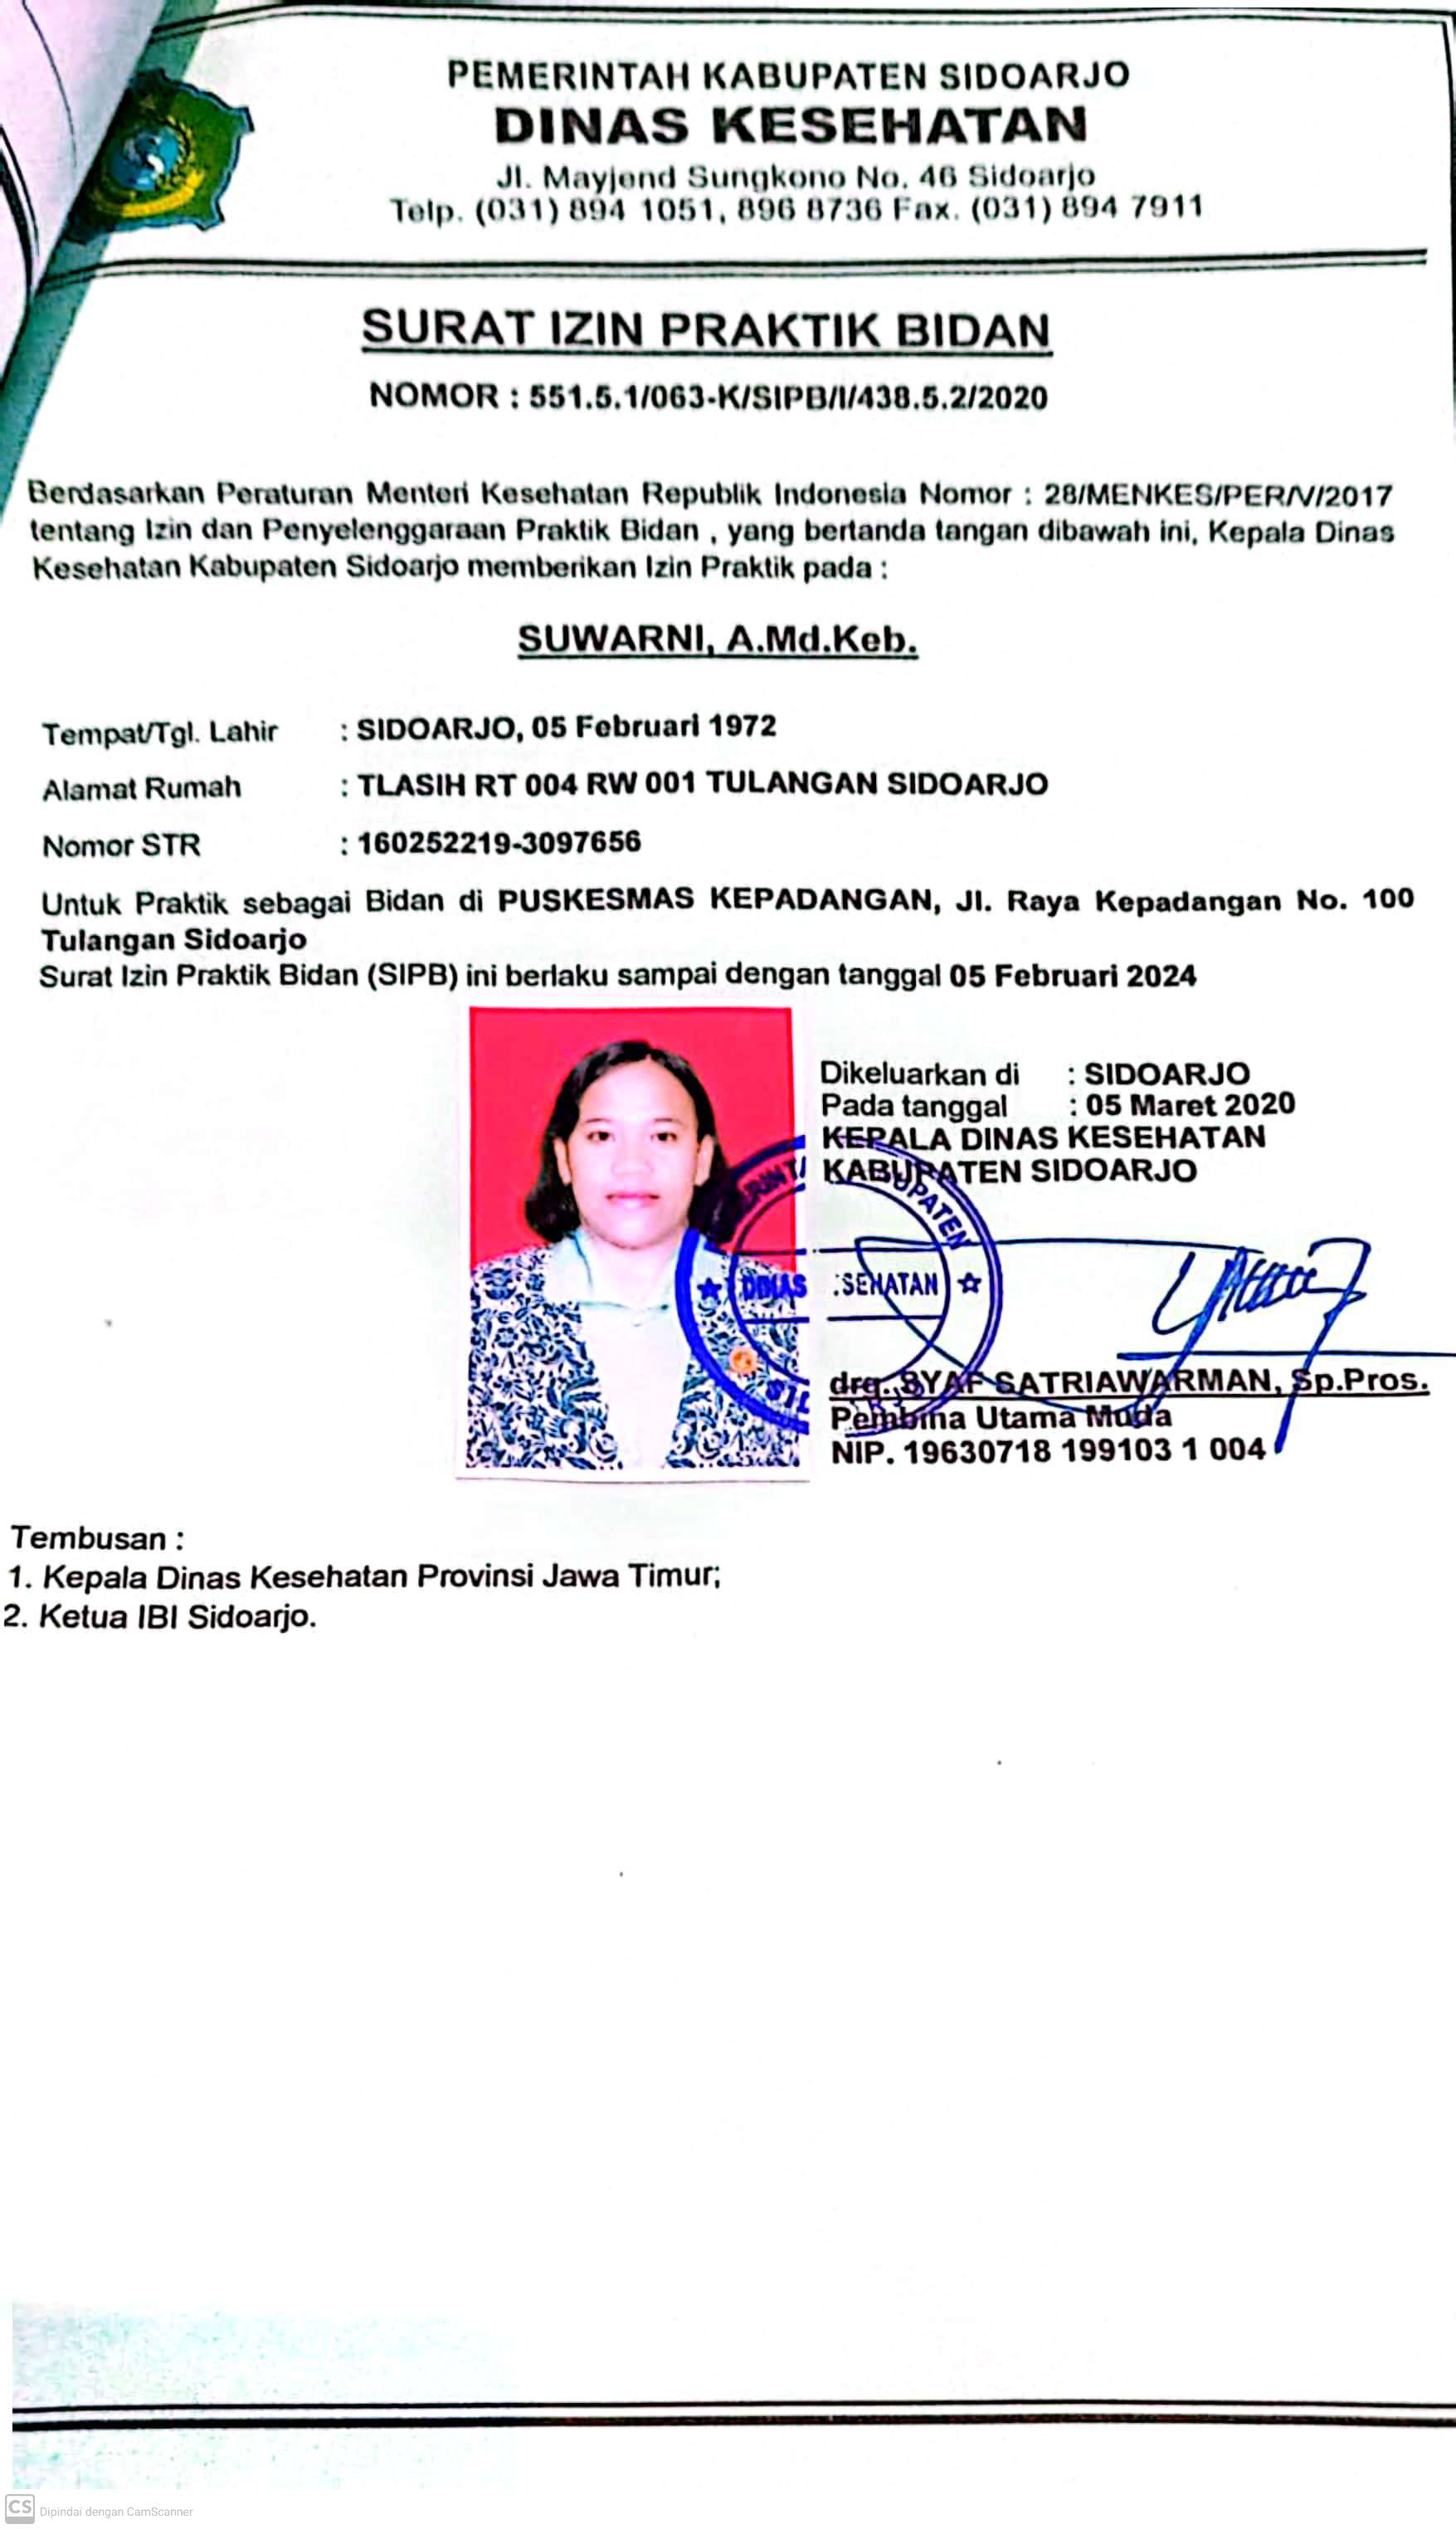 PEMERINTAH KABUPATEN SIDOARJO
DINAS KESEHATAN
Jl. Mayjend Sungkono No. 46 Sidoarjo
Telp. (031) 894 1051, 896 8736 Fax. (031) 894 7911
SURAT IZIN PRAKTIK BIDAN
NOMOR : 551.5.1/063-K/SIPB/I/438.5.2/2020
Berdasarkan Peraturan Menteri Kesehatan Republik Indonesia Nomor : 28/MENKES/PER/V/2017
tentang Izin dan Penyelenggaraan Praktik Bidan , yang bertanda tangan dibawah ini, Kepala Dinas
Kesehatan Kabupaten Sidoarjo memberikan Izin Praktik pada :
SUWARNI, A.Md.Keb.
Tempat/Tgl. Lahir : SIDOARJO, 05 Februari 1972
Alamat Rumah : TLASIH RT 004 RW 001 TULANGAN SIDOARJO
Nomor STR : 160252219-3097656
Untuk Praktik sebagai Bidan di PUSKESMAS KEPADANGAN, Jl. Raya Kepadangan No. 100
Tulangan Sidoarjo
Surat Izin Praktik Bidan (SIPB) ini berlaku sampai dengan tanggal 05 Februari 2024
Dikeluarkan di : SIDOARJO
Pada tanggal : 05 Maret 2020
KEPALA DINAS KESEHATAN
KABUPATEN SIDOARJO
KABUPATEN
DINAS SEHATAN
drg. SYAF SATRIAWARMAN, Sp.Pros.
Pembina Utama Muda
NIP. 19630718 199103 1 004
Tembusan :
1. Kepala Dinas Kesehatan Provinsi Jawa Timur;
2. Ketua IBI Sidoarjo.
CS Dipindai dengan CamScanner